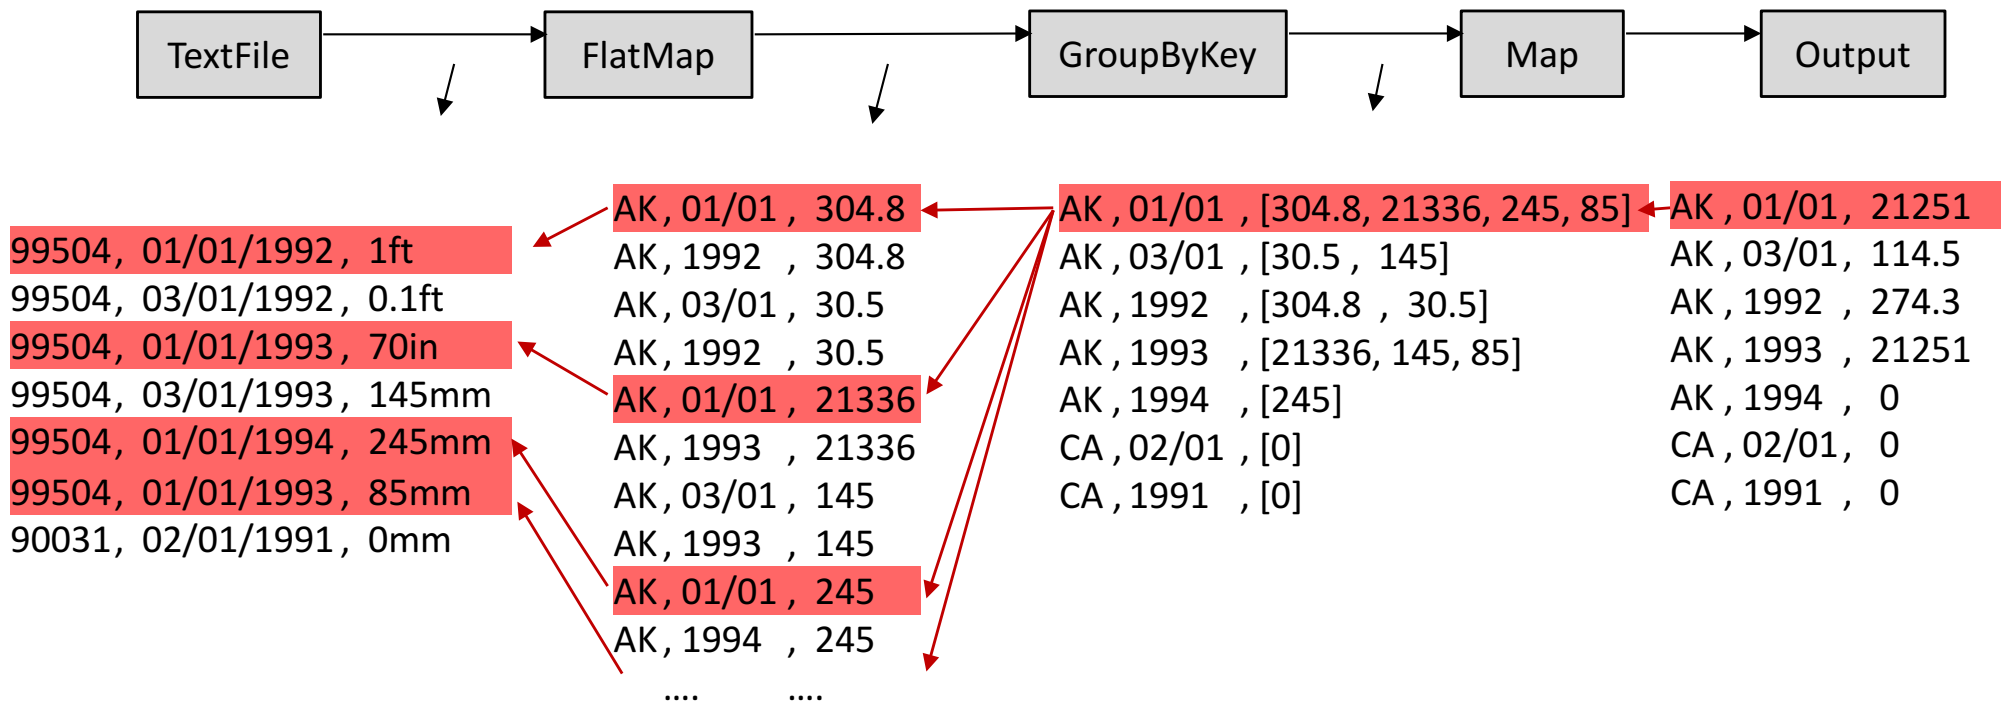 TextFile
FlatMap
GroupByKey
Map
Output
99504, 01/01/1992, 1ft
99504, 03/01/1992, 0.1ft
99504, 01/01/1993, 70in
99504, 03/01/1993, 145mm
99504, 01/01/1994, 245mm
99504, 01/01/1993, 85mm
90031, 02/01/1991, 0mm
AK, 01/01, 304.8
AK, 1992, 304.8
AK, 03/01, 30.5
AK, 1992, 30.5
AK, 01/01, 21336
AK, 1993, 21336
AK, 03/01, 145
AK, 1993, 145
AK, 01/01, 245
AK, 1994, 245
.... ....
AK, 01/01, [304.8, 21336, 245, 85]
AK, 03/01, [30.5, 145]
AK, 1992, [304.8, 30.5]
AK, 1993, [21336, 145, 85]
AK, 1994, [245]
CA, 02/01, [0]
CA, 1991, [0]
AK, 01/01, 21251
AK, 03/01, 114.5
AK, 1992, 274.3
AK, 1993, 21251
AK, 1994, 0
CA, 02/01, 0
CA, 1991, 0